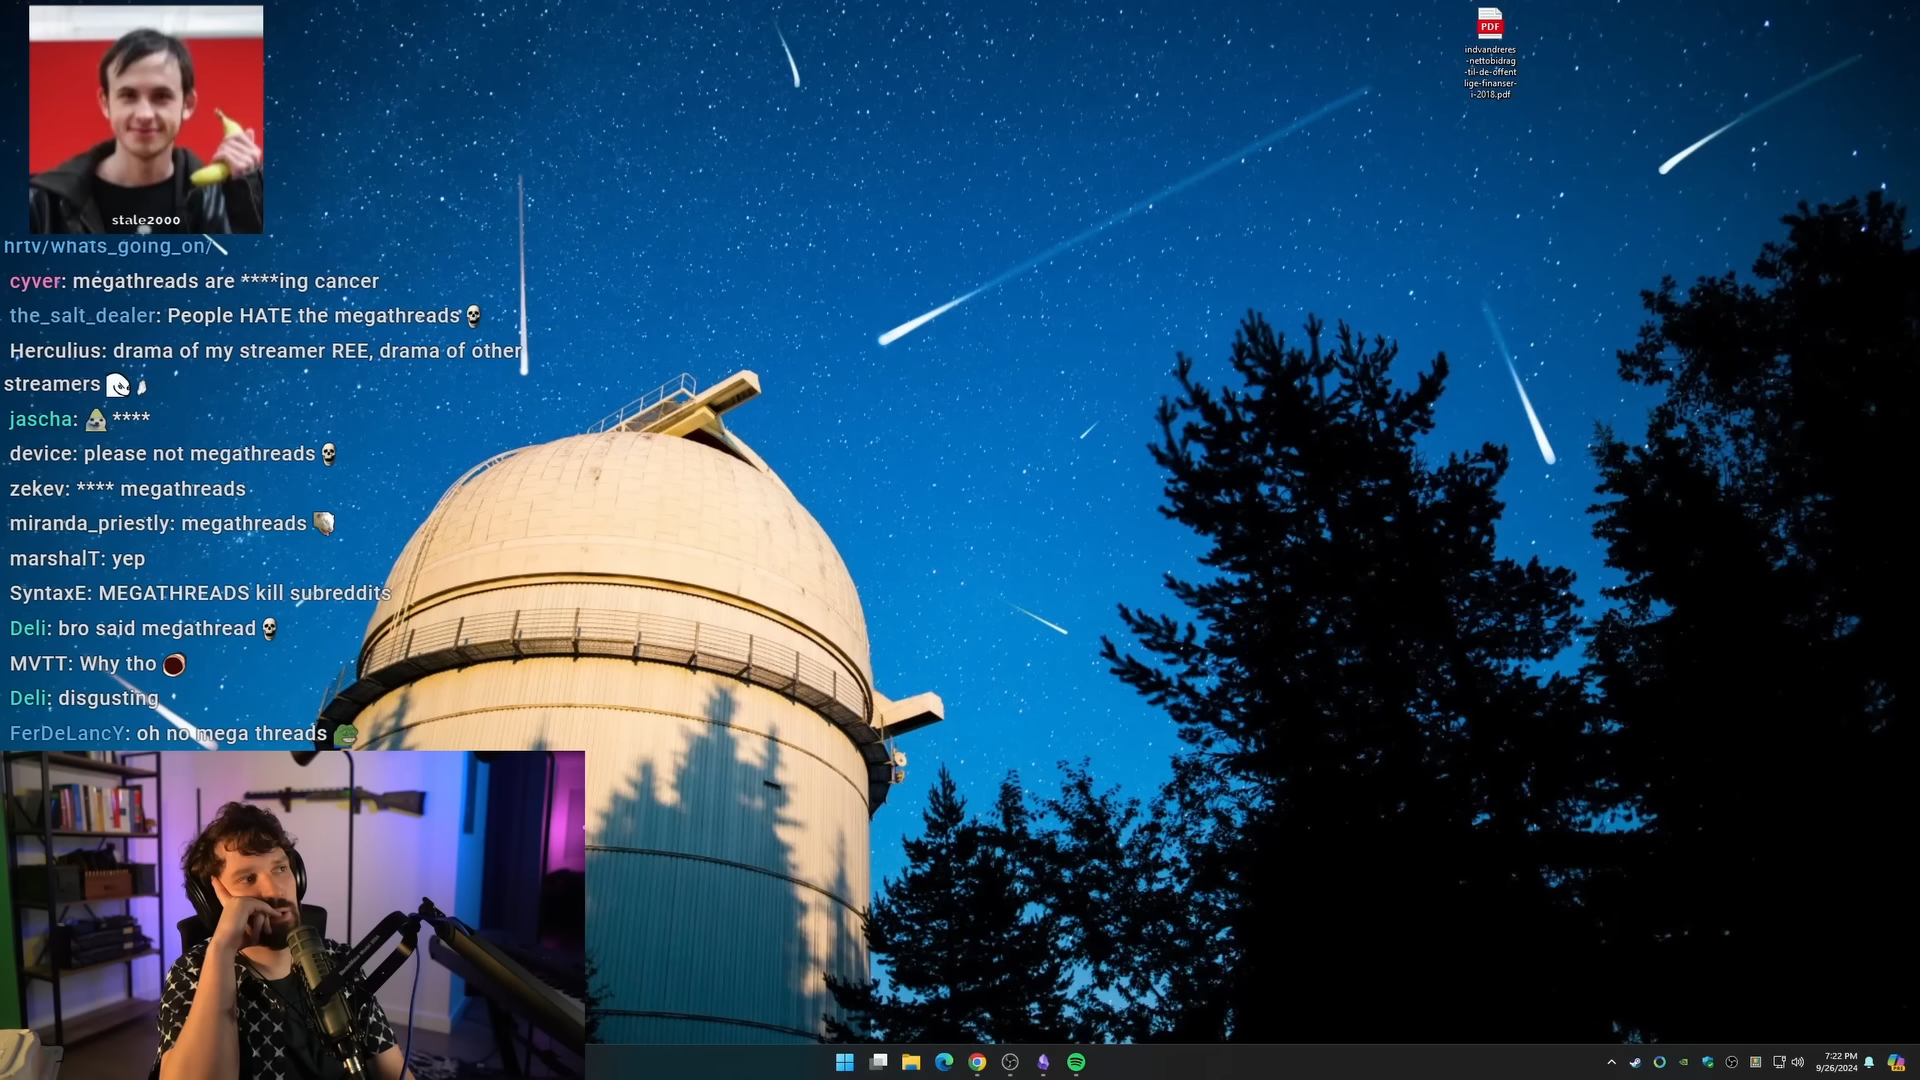 stale2000
hrtv/whats_going_on/
cyver: megathreads are ****ing cancer
the_salt_dealer: People HATE the megathreads
Herculius: drama of my streamer REE, drama of other
streamers
jascha: ****
device: please not megathreads
zekev: **** megathreads
miranda_priestly: megathreads
marshalT: yep
SyntaxE: MEGATHREADS kill subreddits
Deli: bro said megathread
MVTT: Why tho
Deli: disgusting
FerDeLancY: oh no mega threads
PDF
indvandreres
-nettobidrag
-til-de-offent
lige-finanser-
i-2018.pdf
7:22 PM
9/26/2024